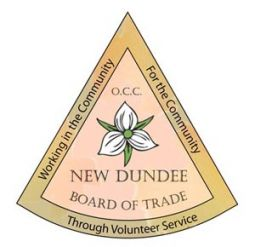 Working in the Community
For the Community
O.C.C.
NEW DUNDEE
BOARD OF TRADE
Through Volunteer Service